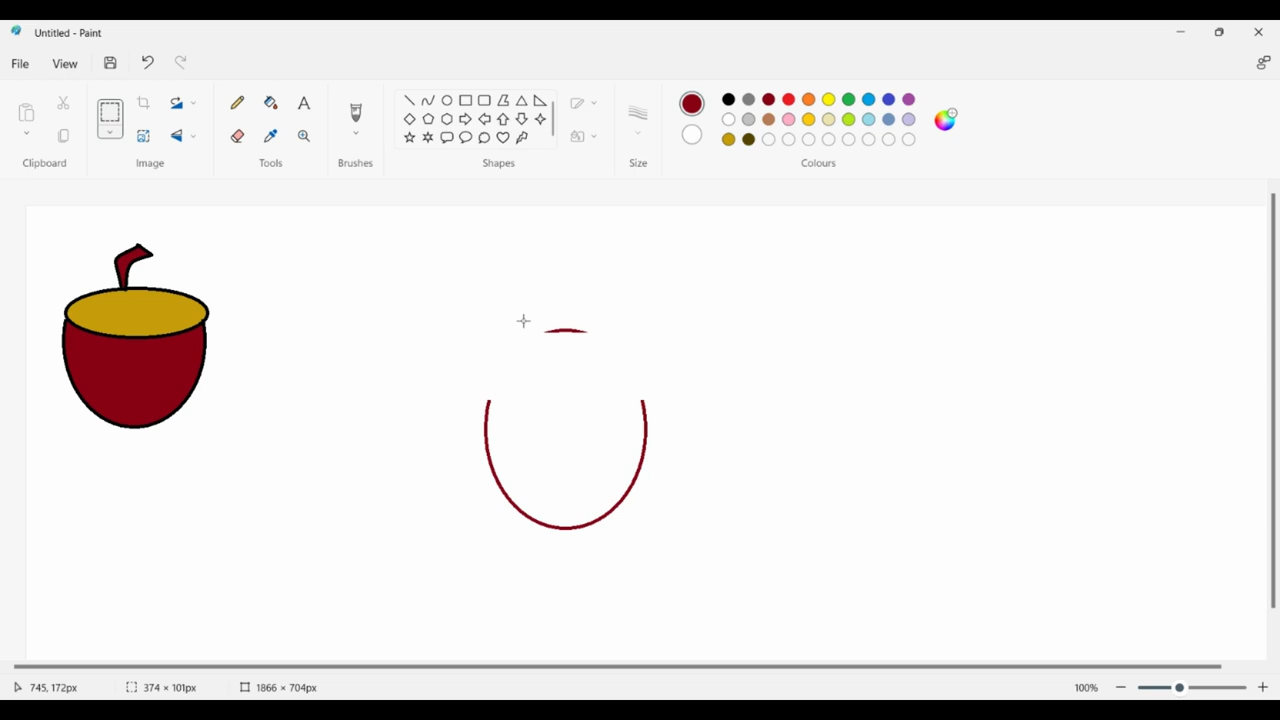 Untitled - Paint
File View
Clipboard Image Tools Brushes Shapes Size Colours
745, 172px 374 × 101px 1866 × 704px 100%